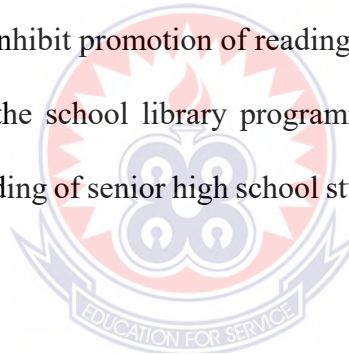 nhibit promotion of reading
the school library program
ding of senior high school st
EDUCATION FOR SERVICE